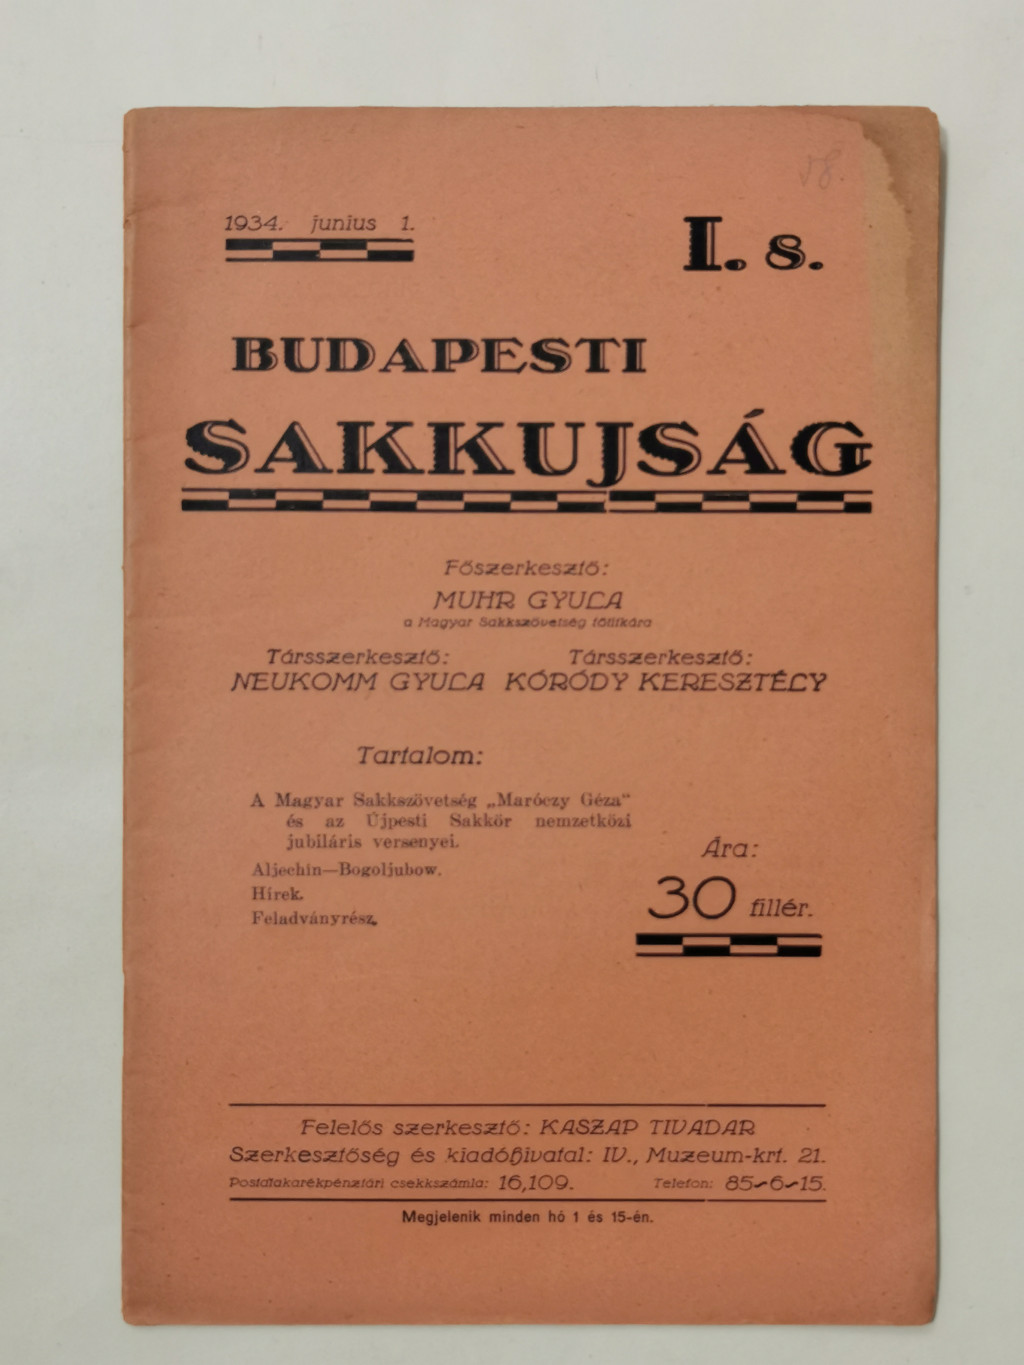 1934. junius 1.
I. 8.
BUDAPESTI
SAKKUJSÁG
Főszerkesztő:
MUHR GYULA
a Magyar Sakkszövetség főtitkára
Társszerkesztő: Társszerkesztő:
NEUKOMM GYULA KÓRÓDY KERESZTÉLY
Tartalom:
A Magyar Sakkszövetség „Maróczy Géza"
és az Újpesti Sakkör nemzetközi
jubiláris versenyei.
Aljechin—Bogoljubow.
Hírek.
Feladványrész.
Ára:
30 fillér.
Felelős szerkesztő: KASZAP TIVADAR
Szerkesztőség és kiadóhivatal: IV., Muzeum-krt. 21.
Postatakarékpénztári csekkszámla: 16,109. Telefon: 85-6-15.
Megjelenik minden hó 1 és 15-én.